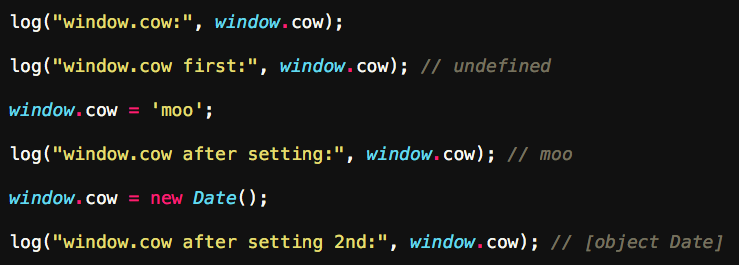 log("window.cow:", window.cow);
log("window.cow first:", window.cow); // undefined
window.cow = 'moo';
log("window.cow after setting:", window.cow); // moo
window.cow = new Date();
log("window.cow after setting 2nd:", window.cow); // [object Date]